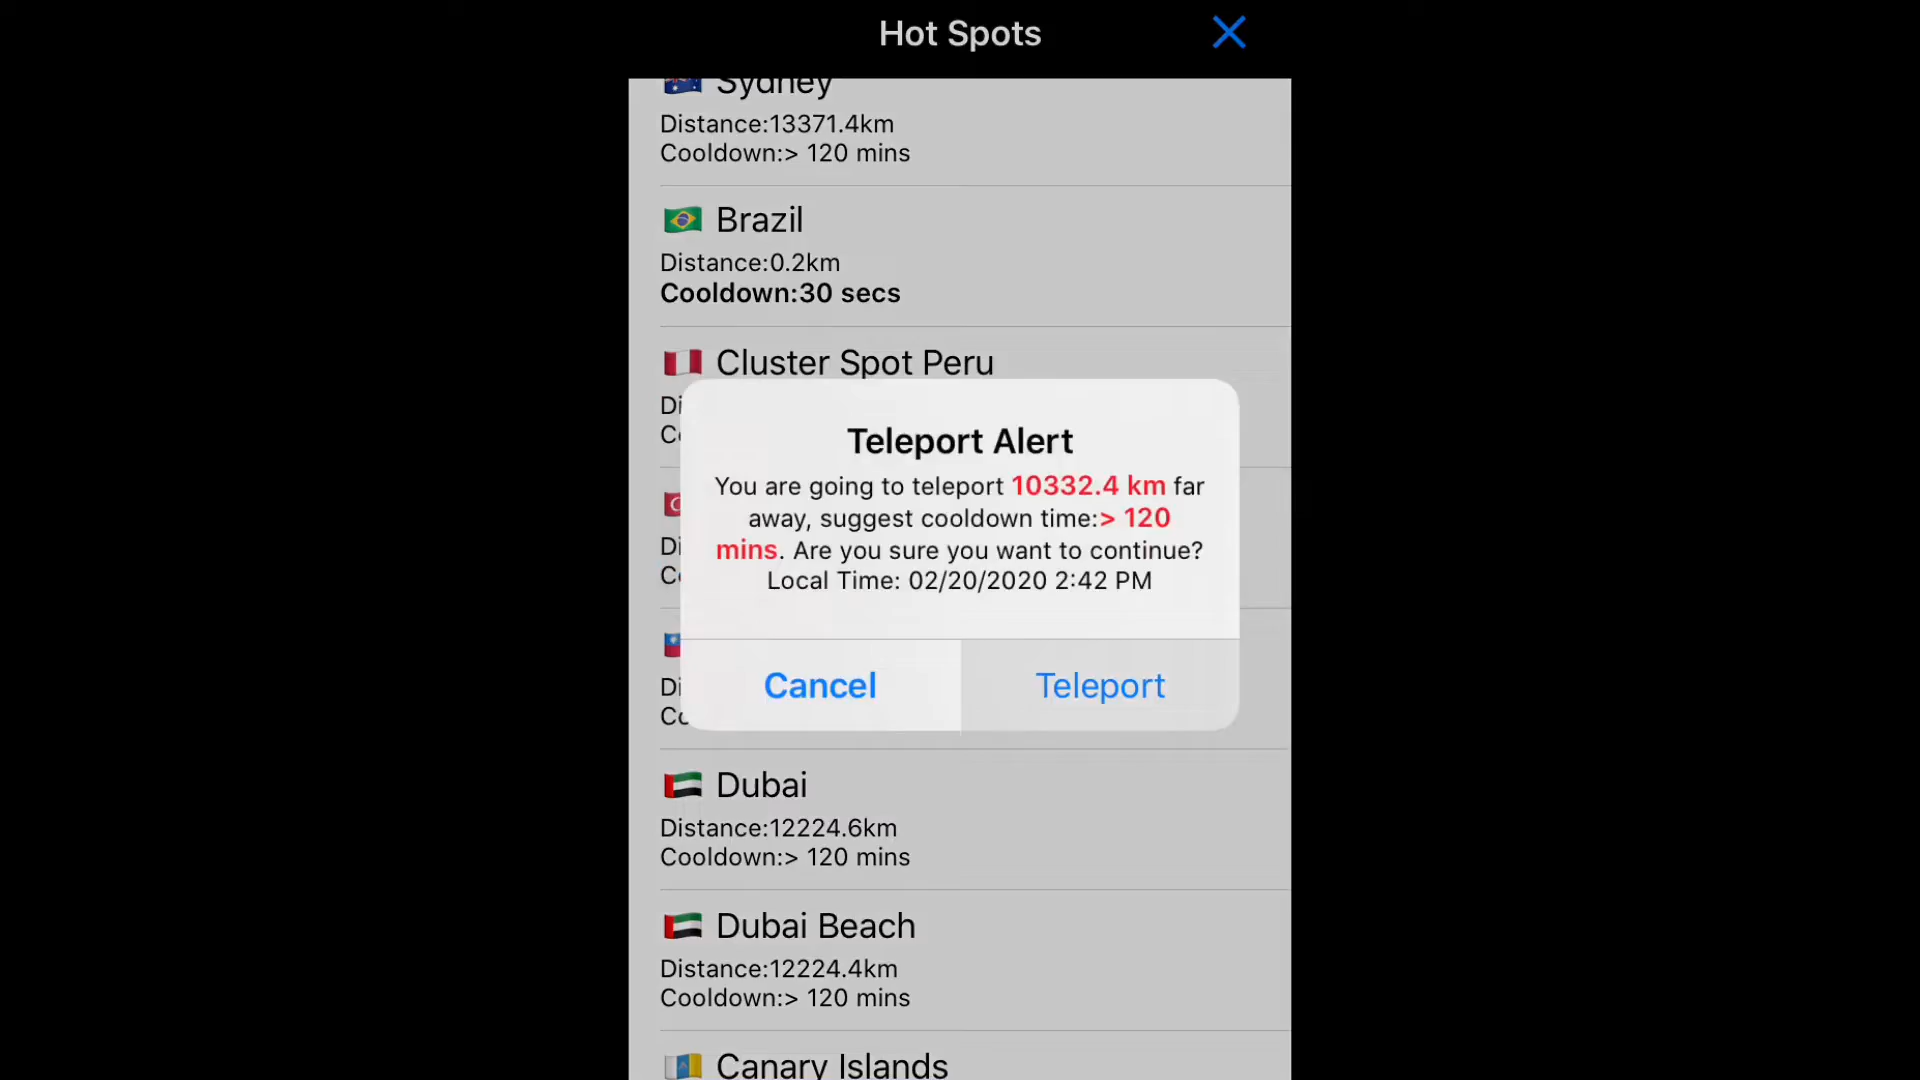 Hot Spots
Sydney
Distance:13371.4km
Cooldown:> 120 mins
Brazil
Distance:0.2km
Cooldown:30 secs
Cluster Spot Peru
Teleport Alert
You are going to teleport 10332.4 km far
away, suggest cooldown time:> 120
mins. Are you sure you want to continue?
Local Time: 02/20/2020 2:42 PM
Cancel
Teleport
Dubai
Distance:12224.6km
Cooldown:> 120 mins
Dubai Beach
Distance:12224.4km
Cooldown:> 120 mins
Canary Islands